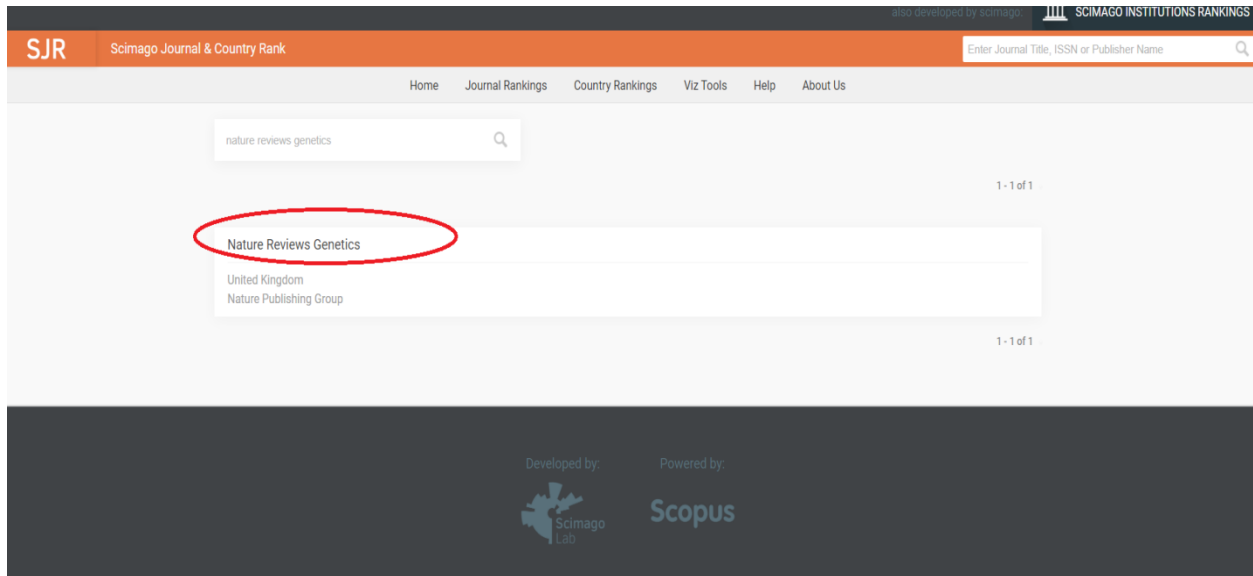 also developed by scimago: SCIMAGO INSTITUTIONS RANKINGS
SJR Scimago Journal & Country Rank Enter Journal Title, ISSN or Publisher Name
Home Journal Rankings Country Rankings Viz Tools Help About Us
nature reviews genetics
1 - 1 of 1
Nature Reviews Genetics
United Kingdom
Nature Publishing Group
1 - 1 of 1
Developed by: Powered by:
Scimago
Lab
Scopus